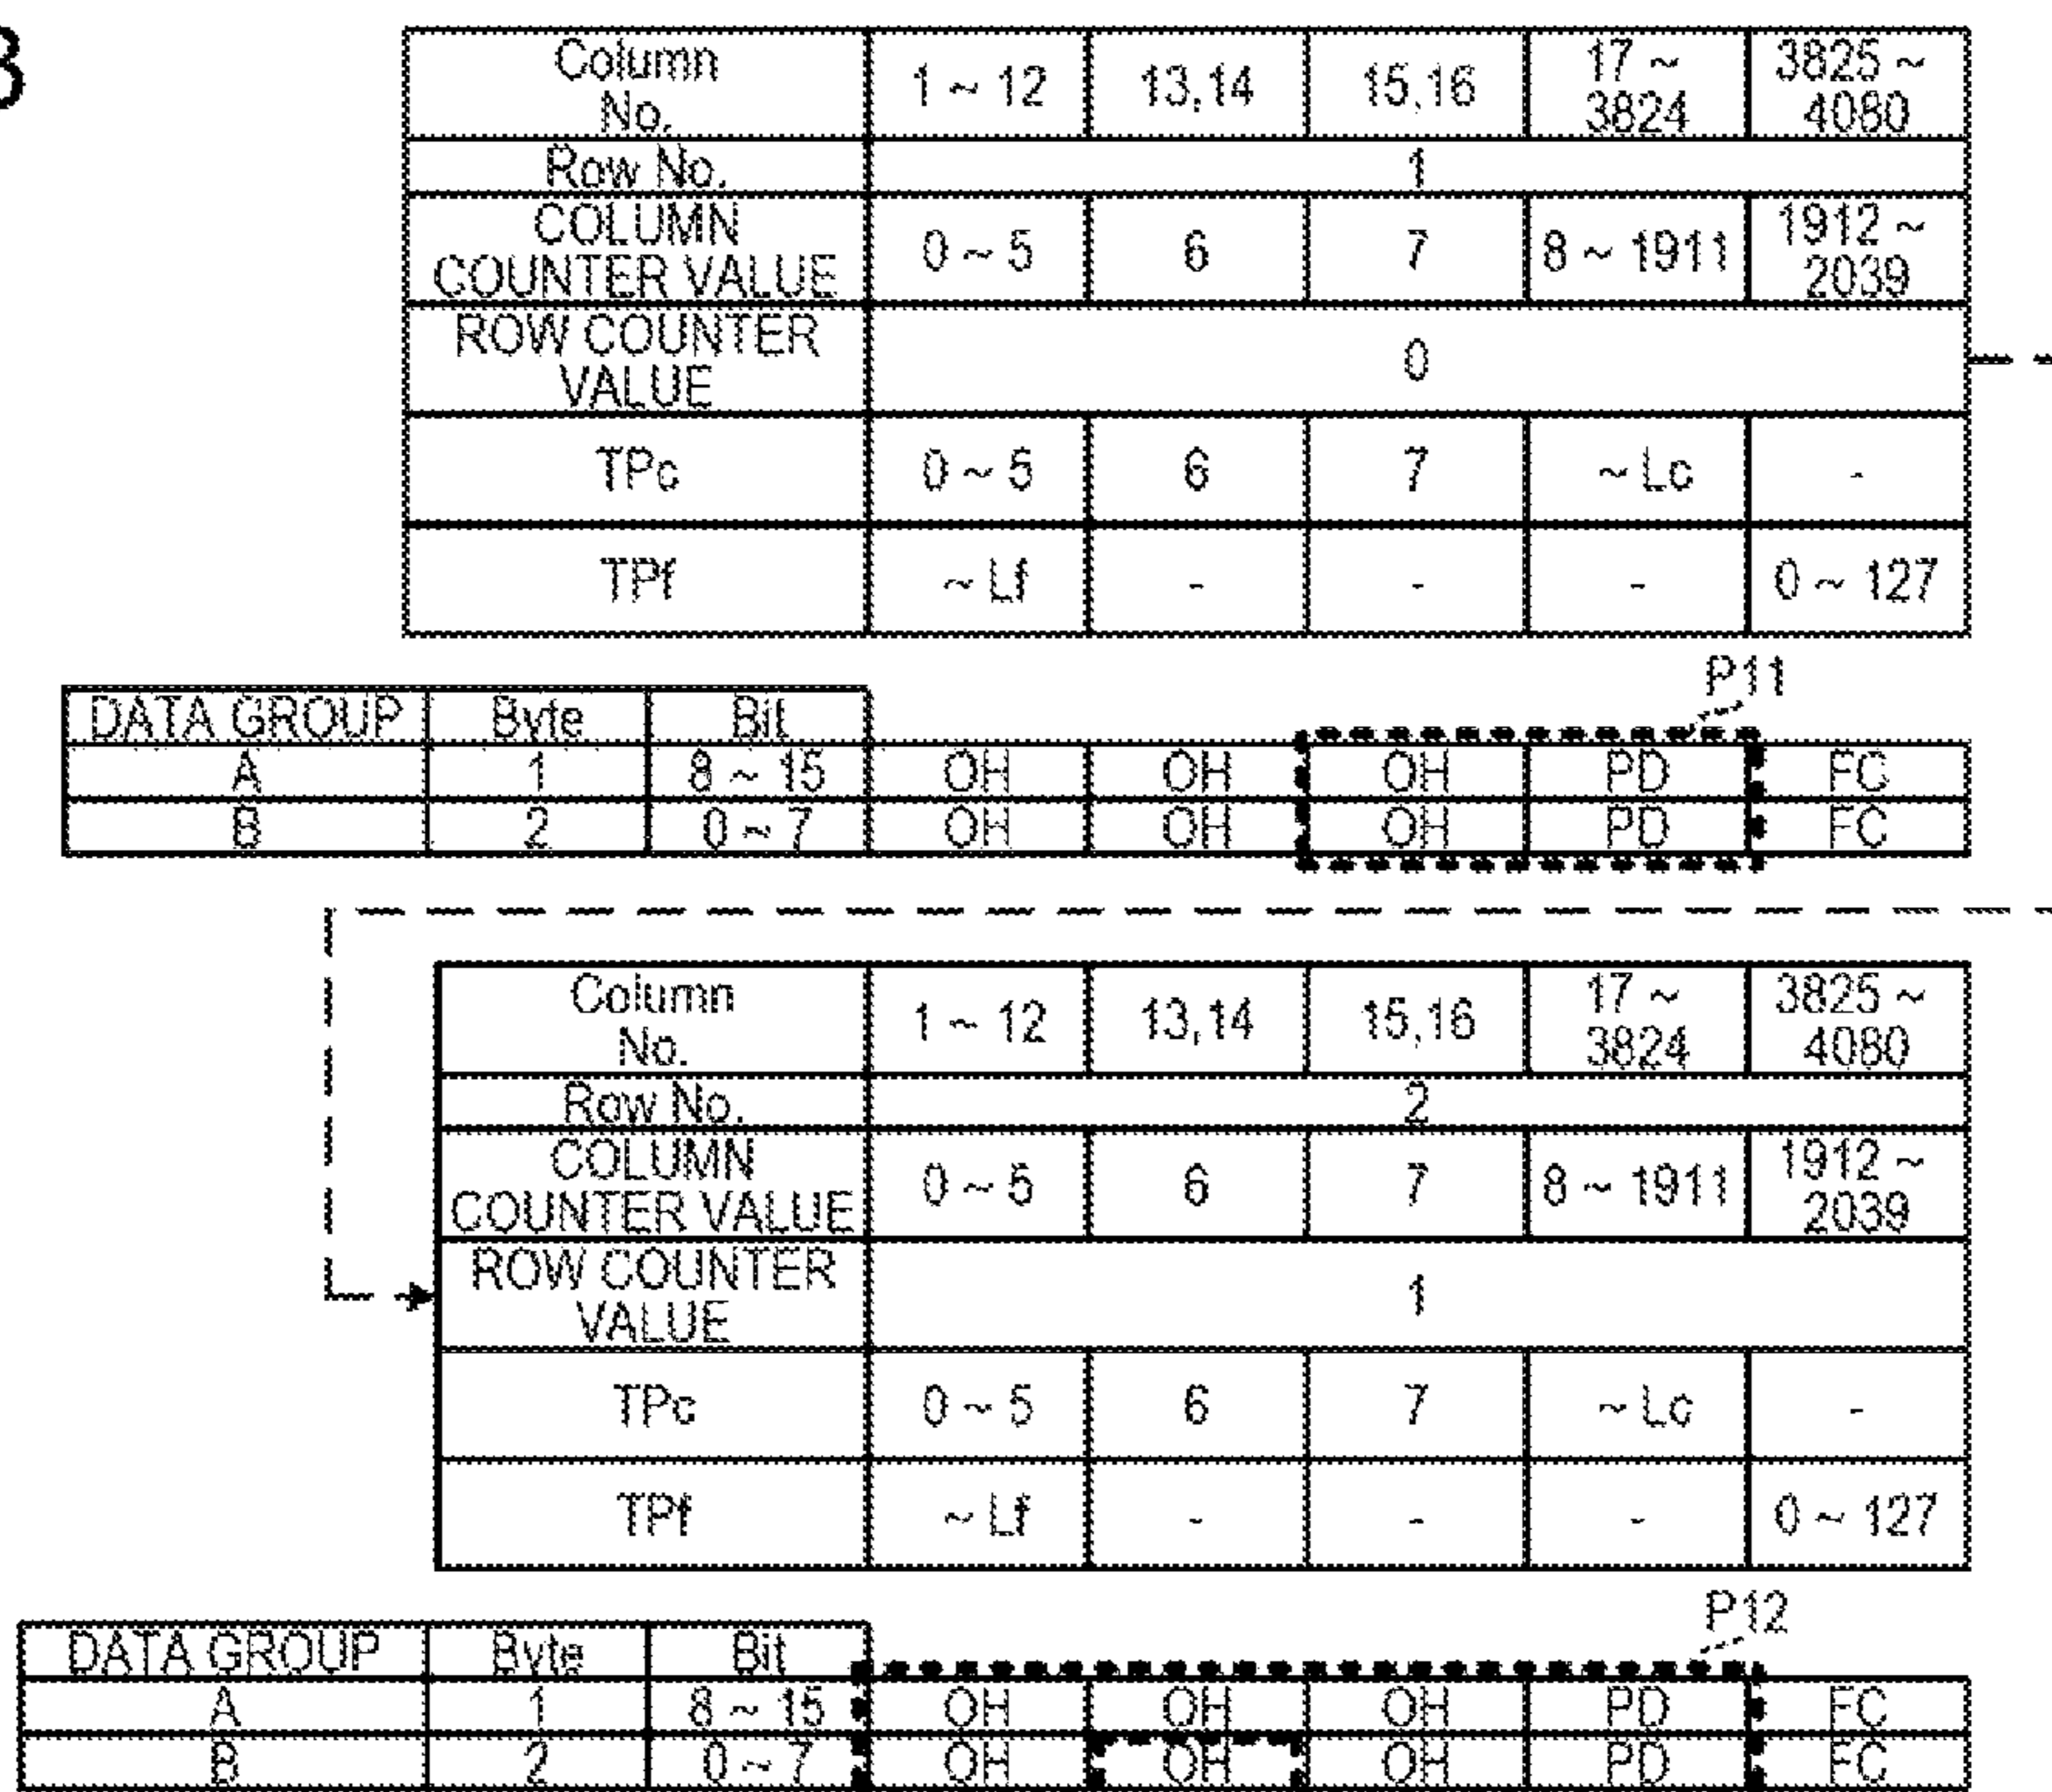 B
Column No. 1 ~ 12 13,14 15,16 17 ~ 3824 3825 ~ 4080
Row No. 1
COLUMN COUNTER VALUE 0 ~ 5 6 7 8 ~ 1911 1912 ~ 2039
ROW COUNTER VALUE 0
TPc 0 ~ 5 6 7 ~ Lc -
TPf ~ Lf - - - 0 ~ 127
P11
DATA GROUP Byte Bit
A 1 8 ~ 15 OH OH OH PD FC
B 2 0 ~ 7 OH OH OH PD FC
Column No. 1 ~ 12 13,14 15,16 17 ~ 3824 3825 ~ 4080
Row No. 2
COLUMN COUNTER VALUE 0 ~ 5 6 7 8 ~ 1911 1912 ~ 2039
ROW COUNTER VALUE 1
TPc 0 ~ 5 6 7 ~ Lc -
TPf ~ Lf - - - 0 ~ 127
P12
DATA GROUP Byte Bit
A 1 8 ~ 15 OH OH OH PD FC
B 2 0 ~ 7 OH OH OH PD FC